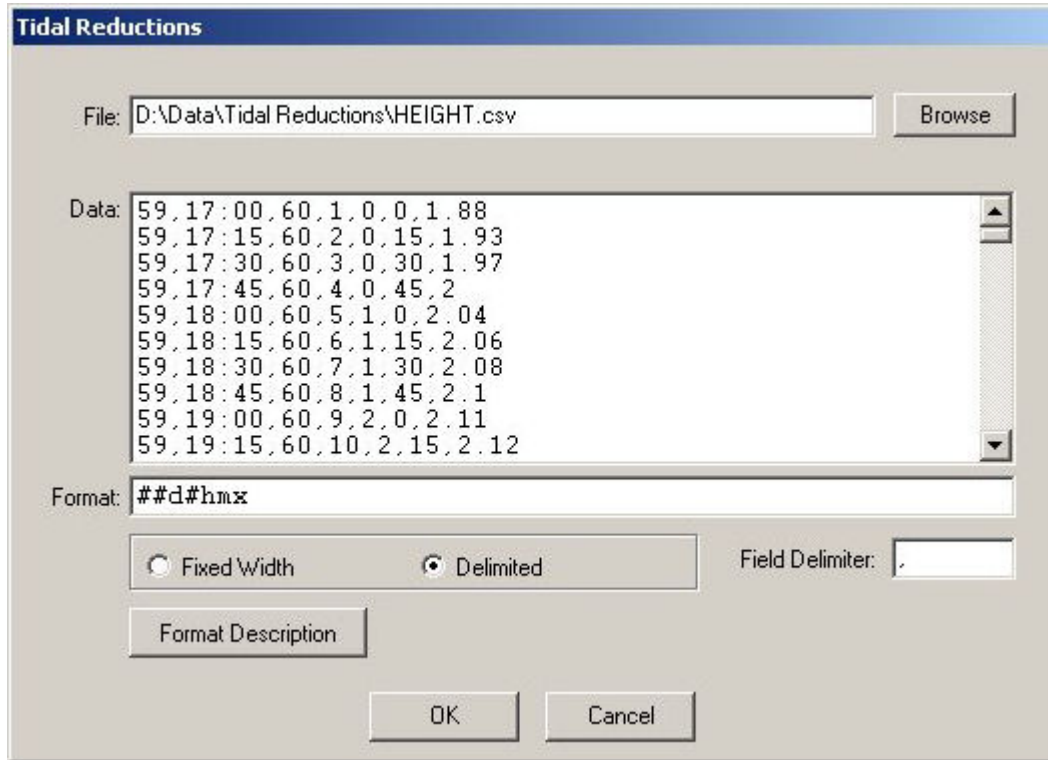 Tidal Reductions
File: D:\Data\Tidal Reductions\HEIGHT.csv Browse
Data: 59,17:00,60,1,0,0,1.88
59,17:15,60,2,0,15,1.93
59,17:30,60,3,0,30,1.97
59,17:45,60,4,0,45,2
59,18:00,60,5,1,0,2.04
59,18:15,60,6,1,15,2.06
59,18:30,60,7,1,30,2.08
59,18:45,60,8,1,45,2.1
59,19:00,60,9,2,0,2.11
59,19:15,60,10,2,15,2.12
Format: ##d#hmx
Fixed Width Delimited Field Delimiter: ,
Format Description
OK Cancel